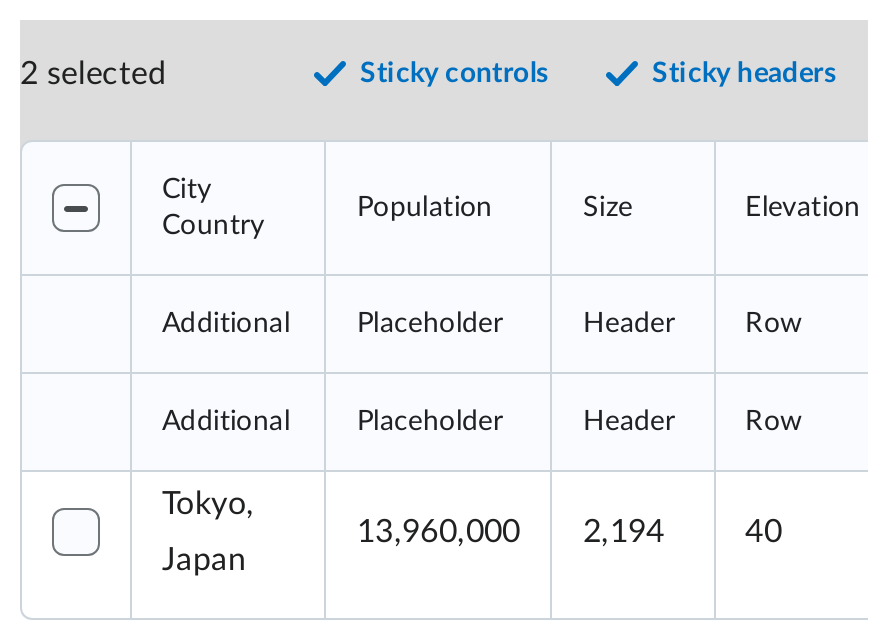 2 selected Sticky controls Sticky headers
City
Country Population Size Elevation
Additional Placeholder Header Row
Additional Placeholder Header Row
Tokyo,
Japan 13,960,000 2,194 40